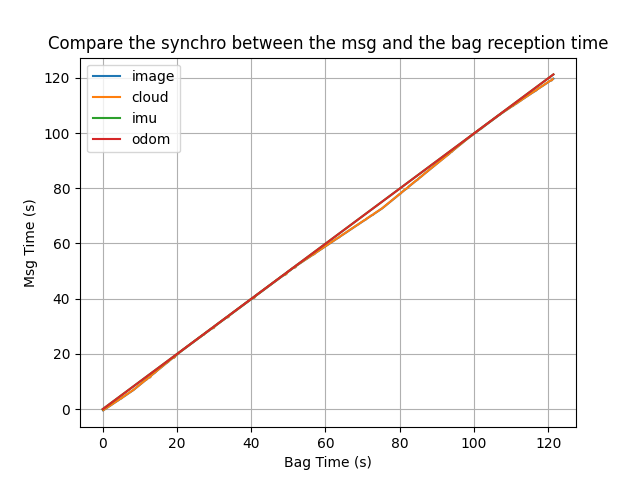 Compare the synchro between the msg and the bag reception time
image
cloud
imu
odom
120
100
80
60
40
20
0
Msg Time (s)
0 20 40 60 80 100 120
Bag Time (s)